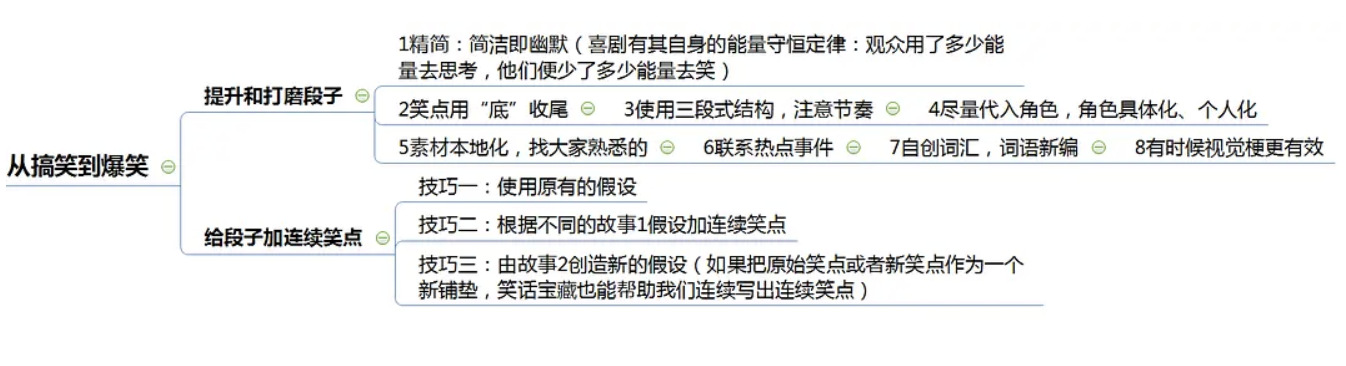 从搞笑到爆笑
提升和打磨段子
1精简：简洁即幽默（喜剧有其自身的能量守恒定律：观众用了多少能
量去思考，他们便少了多少能量去笑）
2笑点用“底”收尾 3使用三段式结构，注意节奏 4尽量代入角色，角色具体化、个人化
5素材本地化，找大家熟悉的 6联系热点事件 7自创词汇，词语新编 8有时候视觉梗更有效
给段子加连续笑点
技巧一：使用原有的假设
技巧二：根据不同的故事1假设加连续笑点
技巧三：由故事2创造新的假设（如果把原始笑点或者新笑点作为一个
新铺垫，笑话宝藏也能帮助我们连续写出连续笑点）